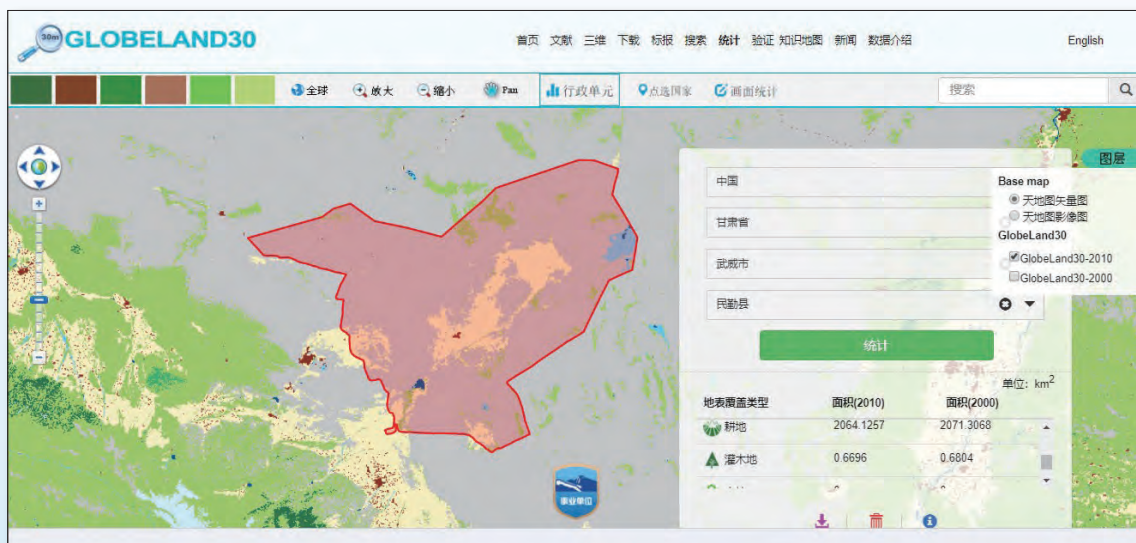 30m GLOBELAND30
首页 文献 三维 下载 标报 搜索 统计 验证 知识地图 新闻 数据介绍 English
全球 放大 缩小 Pan 行政单元 点选国家 画面统计 搜索
图层
中国
Base map
天地图矢量图
天地图影像图
甘肃省
GlobeLand30
GlobeLand30-2010
武威市
GlobeLand30-2000
民勤县
统计
单位：km²
地表覆盖类型 面积(2010) 面积(2000)
耕地 2064.1257 2071.3068
灌木地 0.6696 0.6804
事业单位